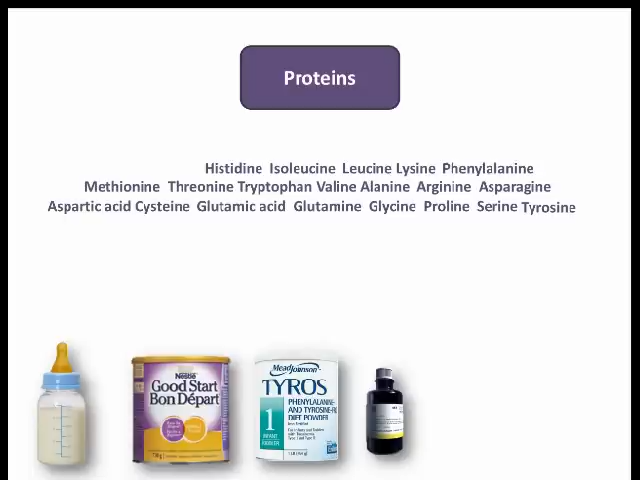 Proteins
Histidine Isoleucine Leucine Lysine Phenylalanine
Methionine Threonine Tryptophan Valine Alanine Arginine Asparagine
Aspartic acid Cysteine Glutamic acid Glutamine Glycine Proline Serine Tyrosine
Nestlé
Good Start
Bon Départ
MeadJohnson
TYROS
1
PHENYLALANINE-
AND TYROSINE-FREE
DIET POWDER